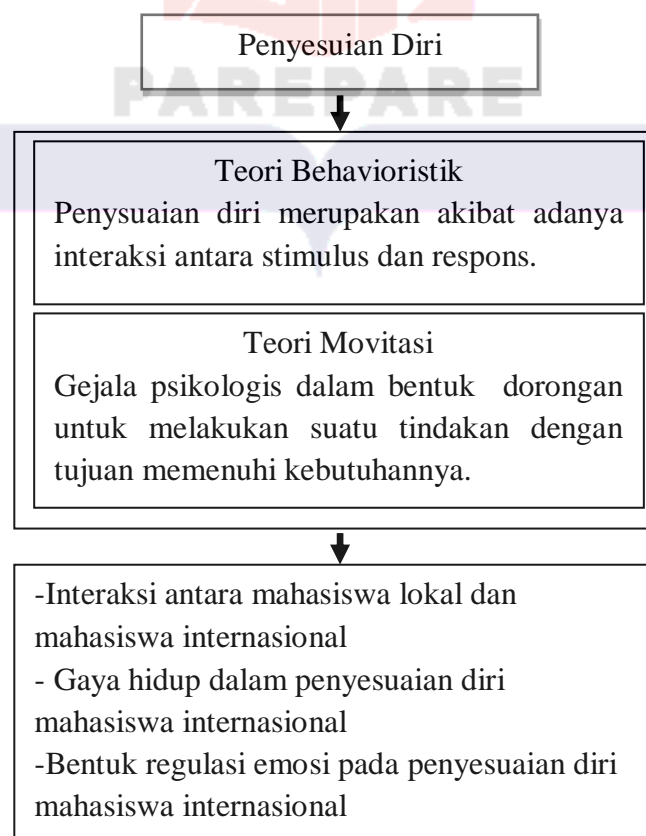 Penyesuian Diri
PAREPARE
Teori Behavioristik
Penysuaian diri merupakan akibat adanya
interaksi antara stimulus dan respons.
Teori Movitasi
Gejala psikologis dalam bentuk dorongan
untuk melakukan suatu tindakan dengan
tujuan memenuhi kebutuhannya.
-Interaksi antara mahasiswa lokal dan
mahasiswa internasional
- Gaya hidup dalam penyesuaian diri
mahasiswa internasional
-Bentuk regulasi emosi pada penyesuaian diri
mahasiswa internasional